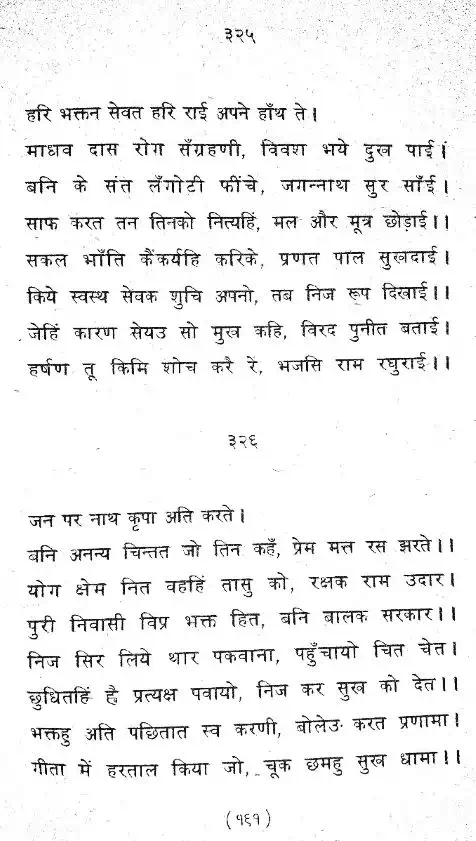 ३२५
हरि भक्तन सेवत हरि राई अपने हाँथ ते।
माधव दास रोग सँग्रहणी, विवश भये दुख पाई।
बनि के संत लँगोटी फींचे, जगन्नाथ सुर साँई।
साफ करत तन तिनको नित्यहिं, मल और मूत्र छोड़ाई।।
सकल भाँति कैंकर्यहि करिके, प्रणत पाल सुखदाई।
किये स्वस्थ सेवक शुचि अपनो, तब निज रूप दिखाई।।
जेहिं कारण सेयउ सो मुख कहि, विरद पुनीत बताई।
हर्षण तू किमि शोच करै रे, भजसि राम रघुराई।।
३२६
जन पर नाथ कृपा अति करते।
बनि अनन्य चिन्तत जो तिन कहँ, प्रेम मत्त रस झरते।।
योग क्षेम नित वहहिं तासु को, रक्षक राम उदार।
पुरी निवासी विप्र भक्त हित, बनि बालक सरकार।।
निज सिर लिये थार पकवाना, पहुँचायो चित चेत।
छुधितहिं ह्वै प्रत्यक्ष पवायो, निज कर सुख को देत।।
भक्तहु अति पछितात स्व करणी, बोलेउ करत प्रणामा।
गीता में हरताल किया जो, चूक छमहु सुख धामा।।
(१६१)